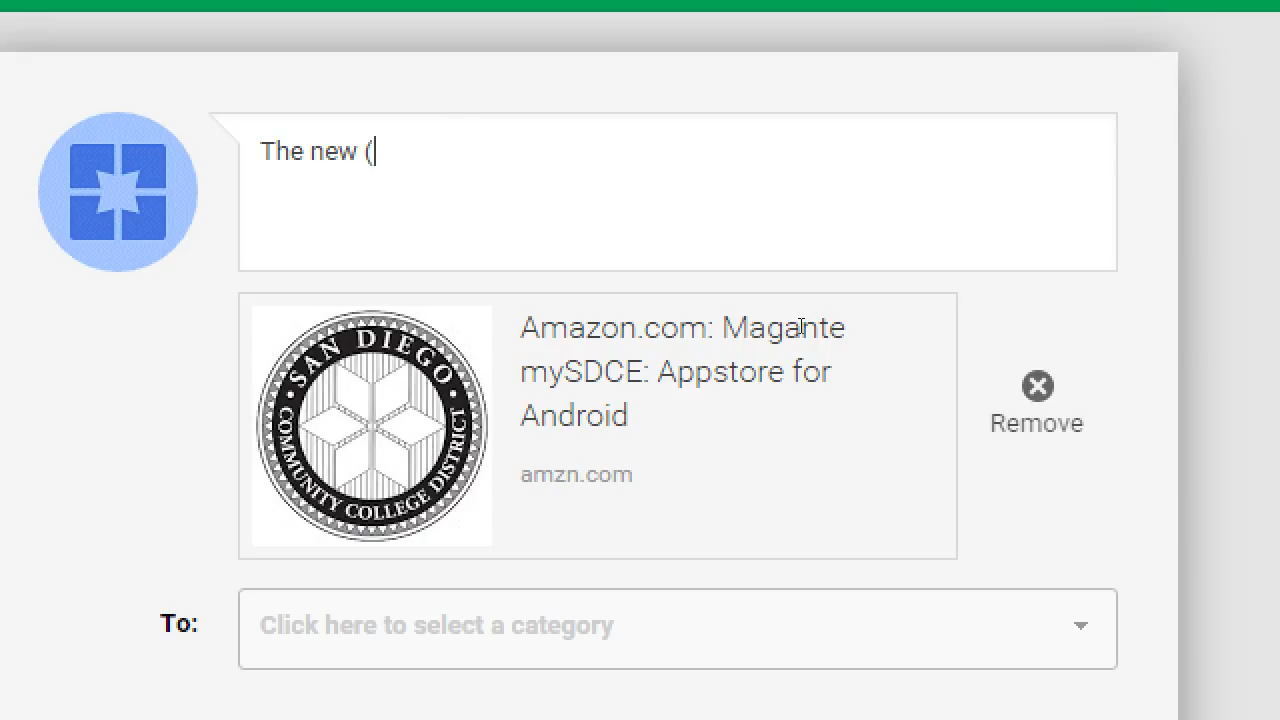 The new (
SAN DIEGO
COMMUNITY COLLEGE DISTRICT
Amazon.com: Magante
mySDCE: Appstore for
Android
amzn.com
Remove
To:
Click here to select a category